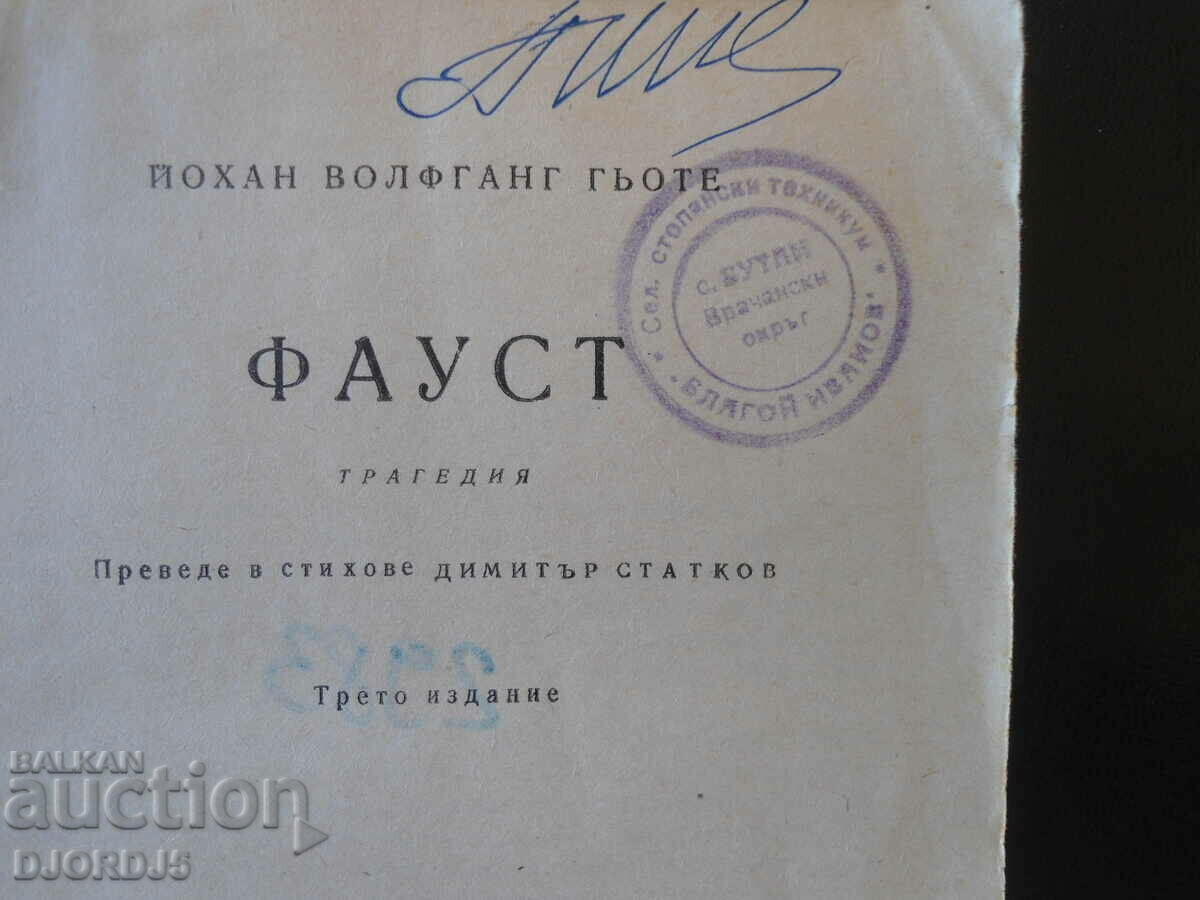 ЙОХАН ВОЛФГАНГ ГЬОТЕ
* Сел. стопански техникум *
„БЛАГОЙ ИВАНОВ"
с. БУТАН
Врачански
окръг
ФАУСТ
ТРАГЕДИЯ
Преведе в стихове ДИМИТЪР СТАТКОВ
Трето издание
BALKAN
auction
DJORDJ5